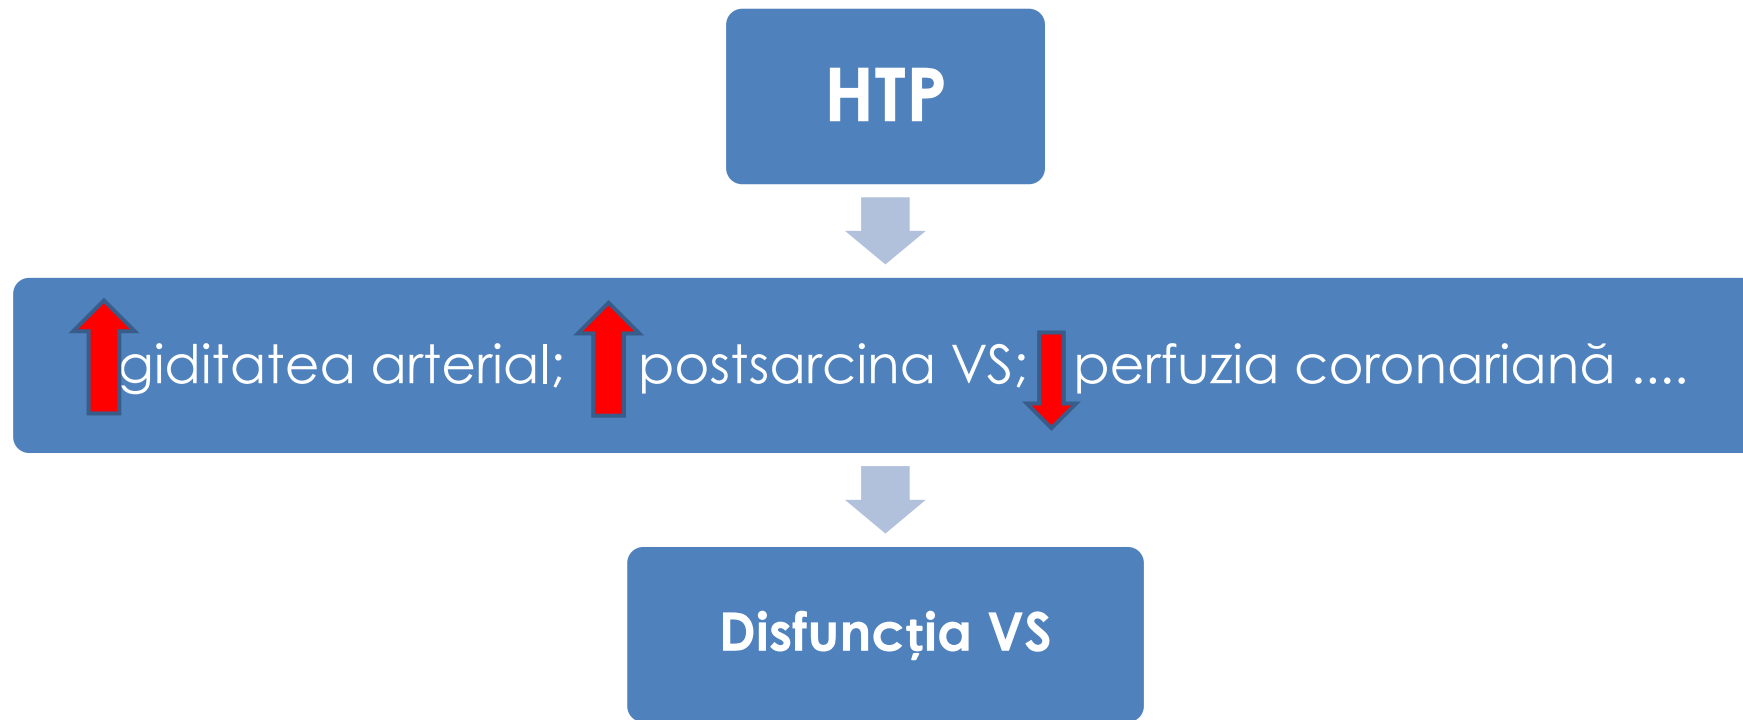 HTP
giditatea arterial; postsarcina VS; perfuzia coronariană ....
Disfuncția VS